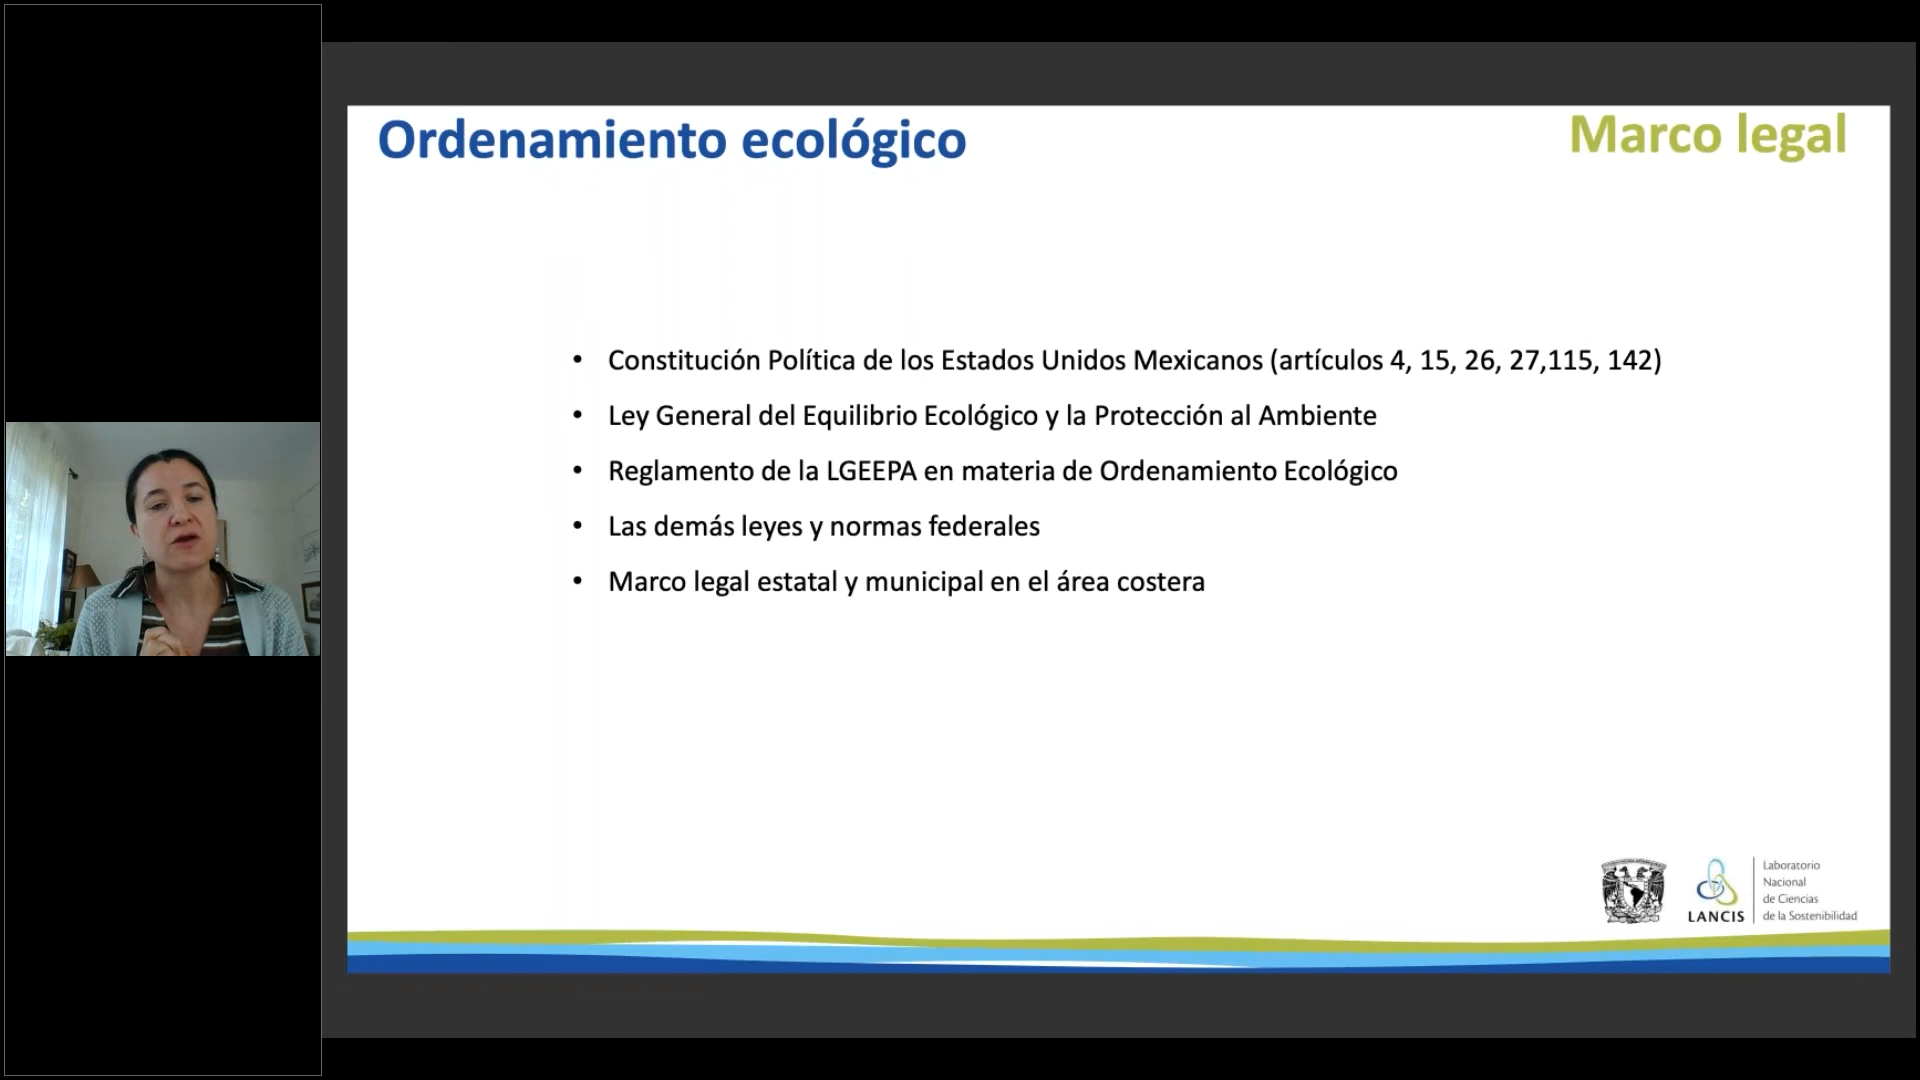 Ordenamiento ecológico
Marco legal
• Constitución Política de los Estados Unidos Mexicanos (artículos 4, 15, 26, 27,115, 142)
• Ley General del Equilibrio Ecológico y la Protección al Ambiente
• Reglamento de la LGEEPA en materia de Ordenamiento Ecológico
• Las demás leyes y normas federales
• Marco legal estatal y municipal en el área costera
LANCIS
Laboratorio
Nacional
de Ciencias
de la Sostenibilidad